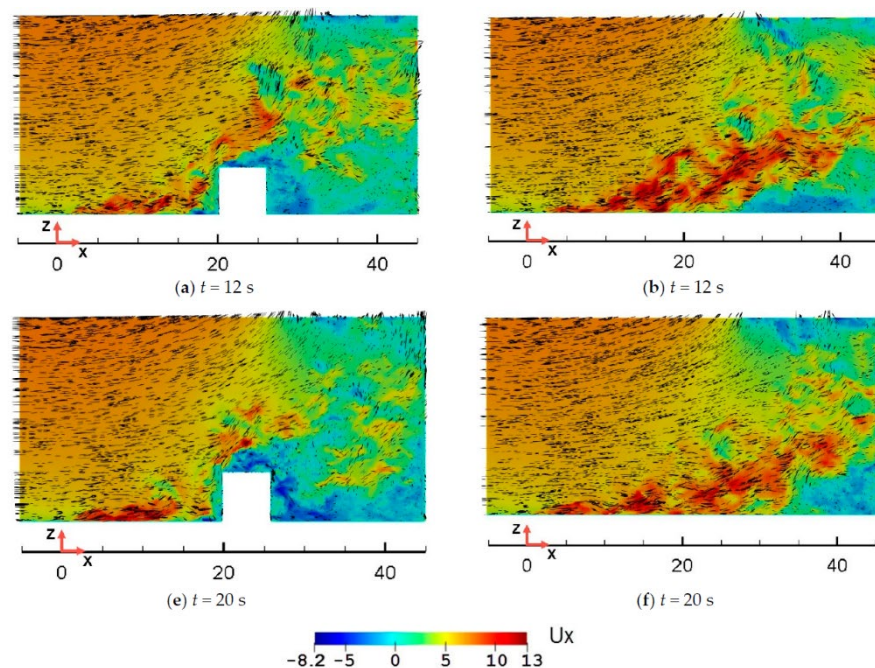 z
x
0 20 40
(a) t = 12 s
z
x
0 20 40
(b) t = 12 s
z
x
0 20 40
(e) t = 20 s
z
x
0 20 40
(f) t = 20 s
Ux
-8.2 -5 0 5 10 13